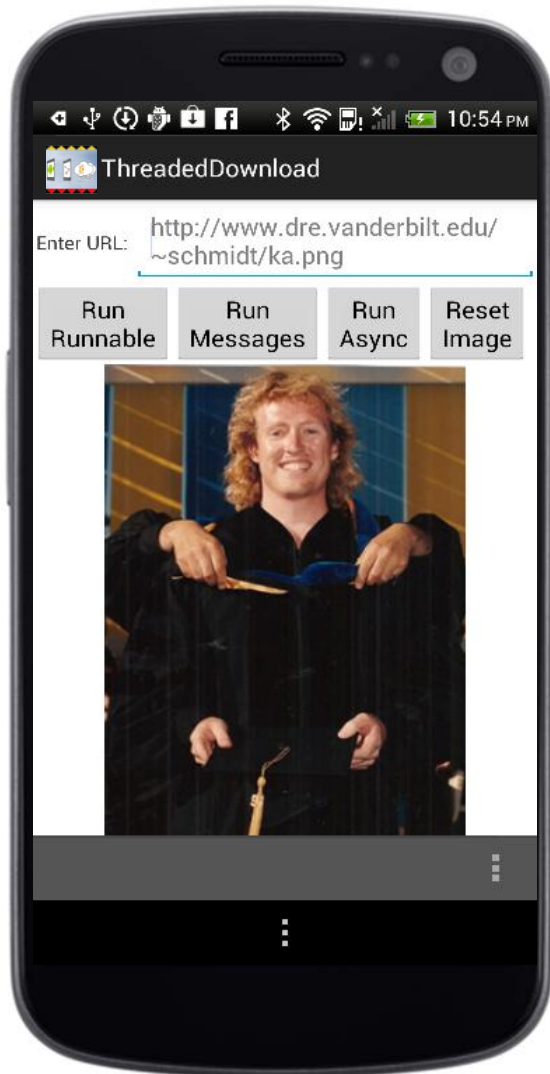 10:54 PM
ThreadedDownload
Enter URL:
http://www.dre.vanderbilt.edu/
~schmidt/ka.png
Run
Runnable
Run
Messages
Run
Async
Reset
Image